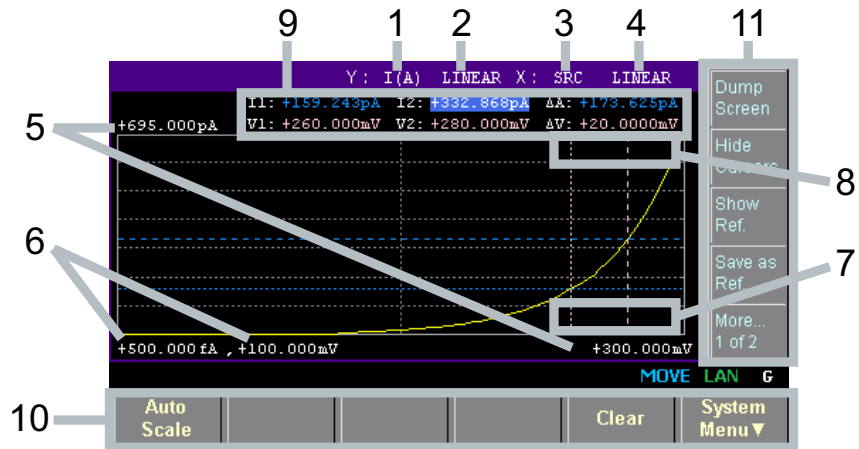 9 1 2 3 4 11
Y: I(A) LINEAR X: SRC LINEAR
I1: +159.243pA I2: +332.868pA ΔA: +173.625pA
V1: +260.000mV V2: +280.000mV ΔV: +20.0000mV
5
+695.000pA
8
6
7
+500.000fA ,+100.000mV +300.000mV
MOVE LAN G
Dump
Screen
Hide
Cursors
Show
Ref.
Save as
Ref.
More...
1 of 2
10
Auto
Scale
Clear
System
Menu▼